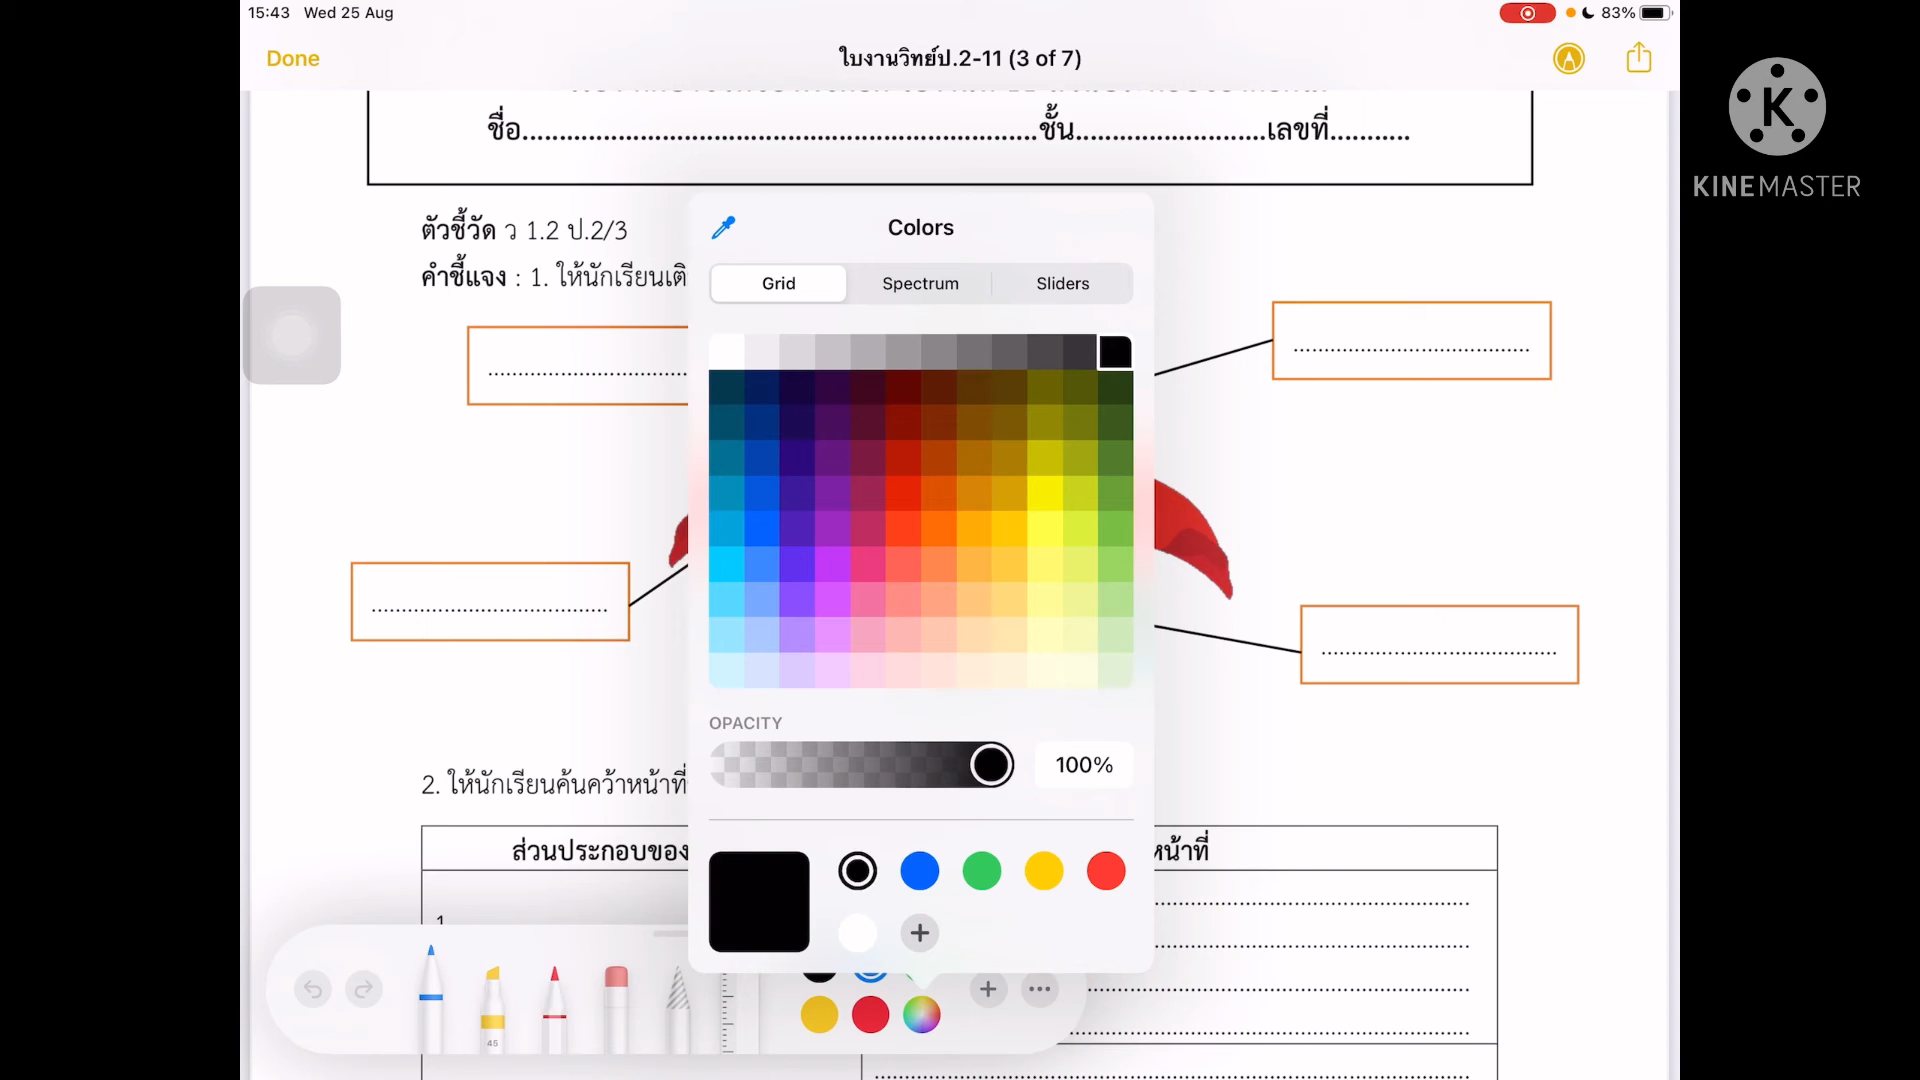 15:43 Wed 25 Aug
83%
Done
ใบงานวิทย์ป.2-11 (3 of 7)
KINEMASTER
ชื่อ.....................................................................ชั้น.........................เลขที่...........
ตัวชี้วัด ว 1.2 ป.2/3
คำชี้แจง : 1. ให้นักเรียนเติ
Colors
Grid
Spectrum
Sliders
OPACITY
100%
2. ให้นักเรียนค้นคว้าหน้าที่
ส่วนประกอบของ
หน้าที่
1
45